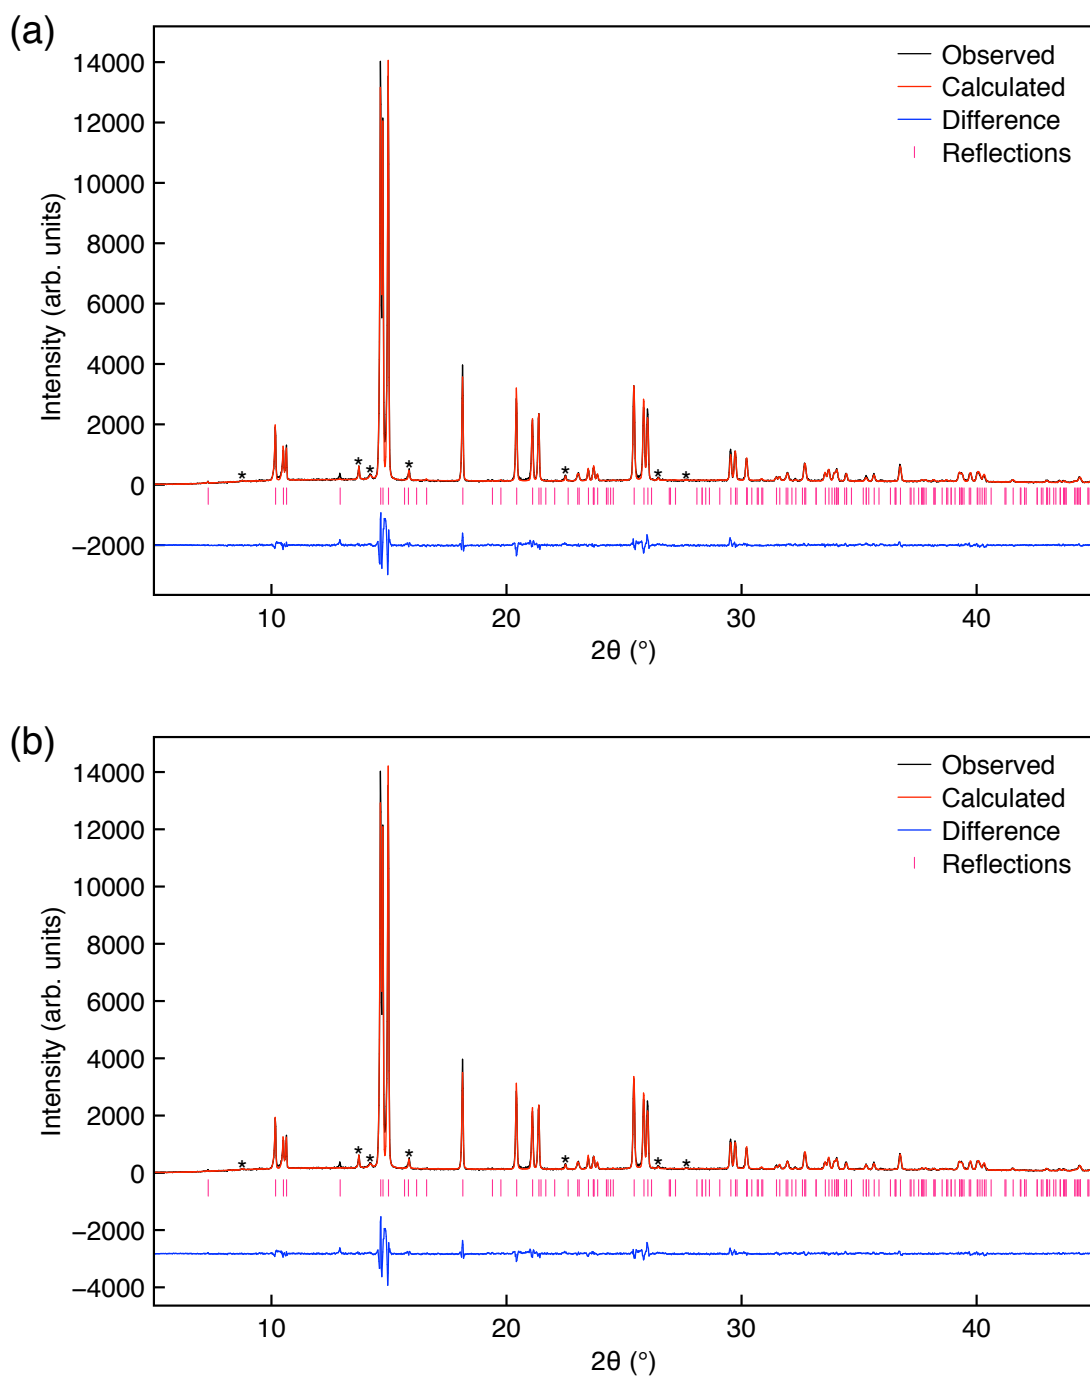 (a)
Intensity (arb. units)
14000
12000
10000
8000
6000
4000
2000
0
−2000
Observed
Calculated
Difference
Reflections
* * * * * * *
10 20 30 40
2θ (°)
(b)
Intensity (arb. units)
14000
12000
10000
8000
6000
4000
2000
0
−2000
−4000
Observed
Calculated
Difference
Reflections
* * * * * * *
10 20 30 40
2θ (°)